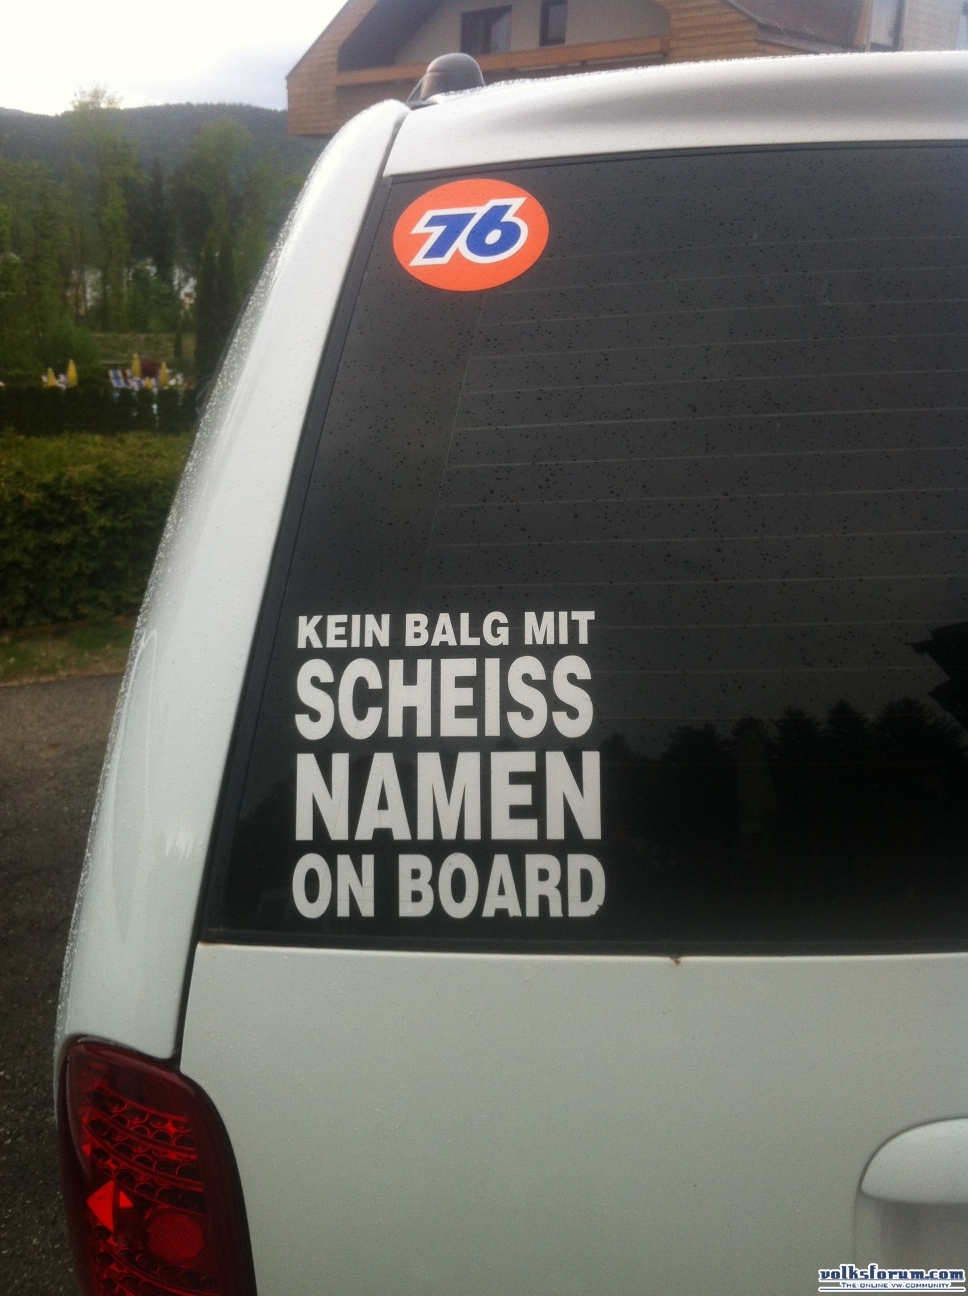 76
KEIN BALG MIT
SCHEISS
NAMEN
ON BOARD
volksforum.com
THE-ONLINE-VW-COMMUNITY